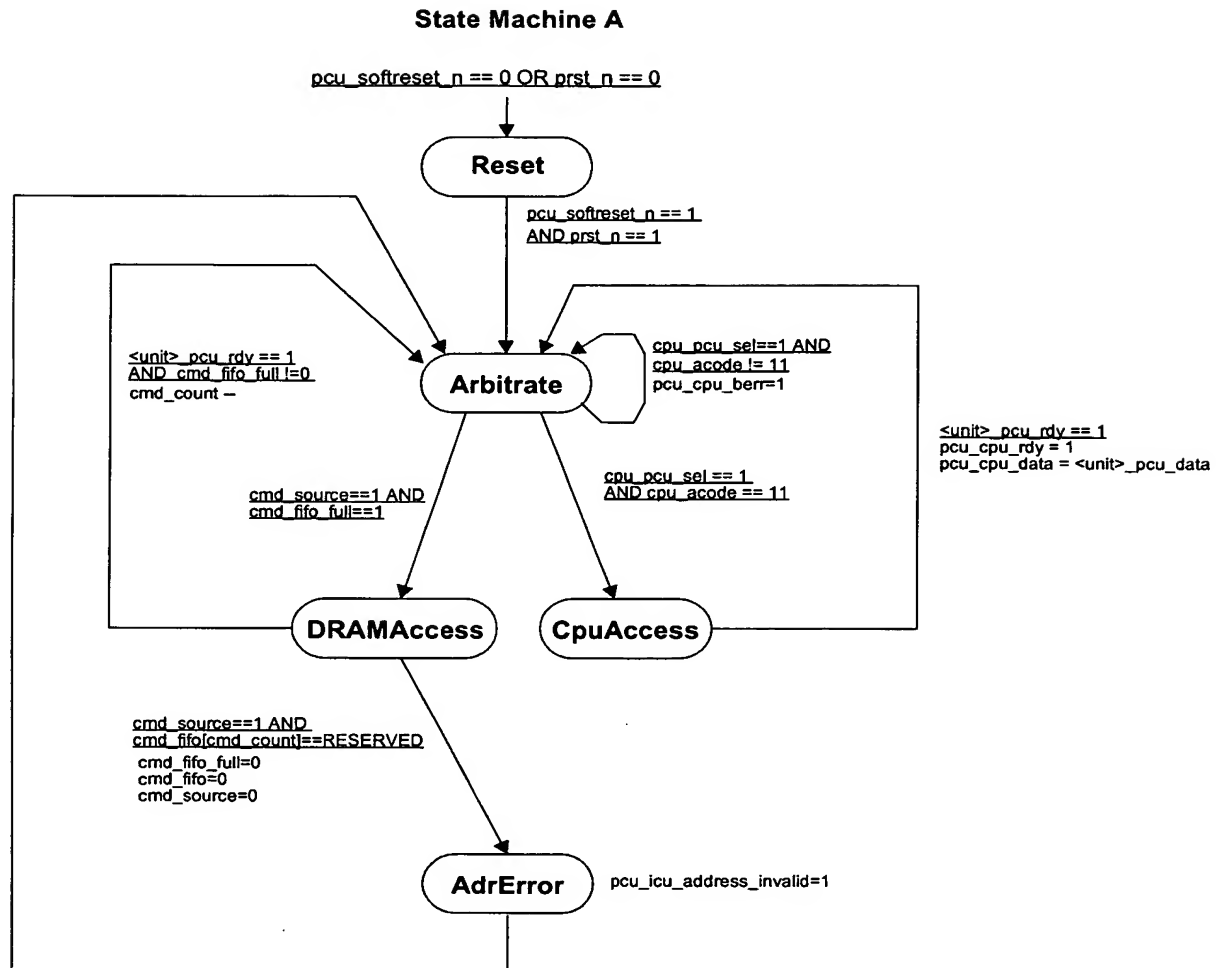 State Machine A
pcu_softreset_n == 0 OR prst_n == 0
Reset
pcu_softreset_n == 1
AND prst_n == 1
<unit>_pcu_rdy == 1
AND cmd_fifo_full !=0
cmd_count --
Arbitrate
cpu_pcu_sel==1 AND
cpu_acode != 11
pcu_cpu_berr=1
<unit>_pcu_rdy == 1
pcu_cpu_rdy = 1
pcu_cpu_data = <unit>_pcu_data
cmd_source==1 AND
cmd_fifo_full==1
cpu_pcu_sel == 1
AND cpu_acode == 11
DRAMAccess
CpuAccess
cmd_source==1 AND
cmd_fifo[cmd_count]==RESERVED
cmd_fifo_full=0
cmd_fifo=0
cmd_source=0
AdrError
pcu_icu_address_invalid=1